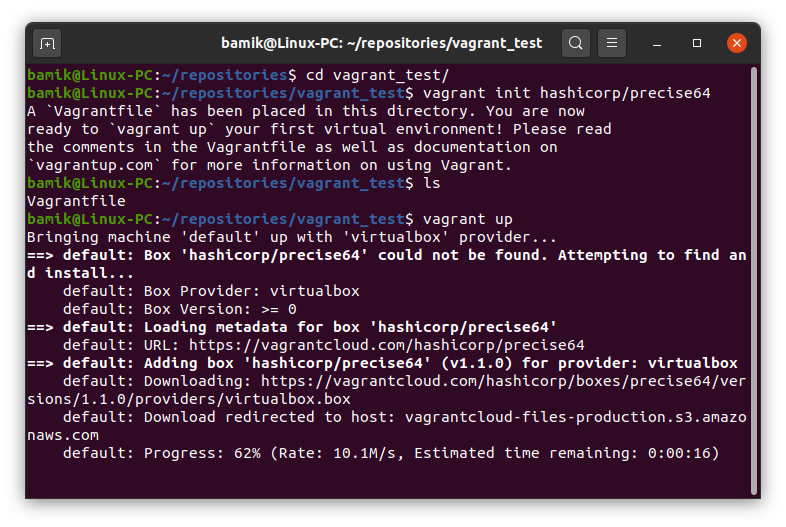 bamik@Linux-PC: ~/repositories/vagrant_test
bamik@Linux-PC:~/repositories$ cd vagrant_test/
bamik@Linux-PC:~/repositories/vagrant_test$ vagrant init hashicorp/precise64
A `Vagrantfile` has been placed in this directory. You are now
ready to `vagrant up` your first virtual environment! Please read
the comments in the Vagrantfile as well as documentation on
`vagrantup.com` for more information on using Vagrant.
bamik@Linux-PC:~/repositories/vagrant_test$ ls
Vagrantfile
bamik@Linux-PC:~/repositories/vagrant_test$ vagrant up
Bringing machine 'default' up with 'virtualbox' provider...
==> default: Box 'hashicorp/precise64' could not be found. Attempting to find an
d install...
    default: Box Provider: virtualbox
    default: Box Version: >= 0
==> default: Loading metadata for box 'hashicorp/precise64'
    default: URL: https://vagrantcloud.com/hashicorp/precise64
==> default: Adding box 'hashicorp/precise64' (v1.1.0) for provider: virtualbox
    default: Downloading: https://vagrantcloud.com/hashicorp/boxes/precise64/ver
sions/1.1.0/providers/virtualbox.box
    default: Download redirected to host: vagrantcloud-files-production.s3.amazo
naws.com
    default: Progress: 62% (Rate: 10.1M/s, Estimated time remaining: 0:00:16)